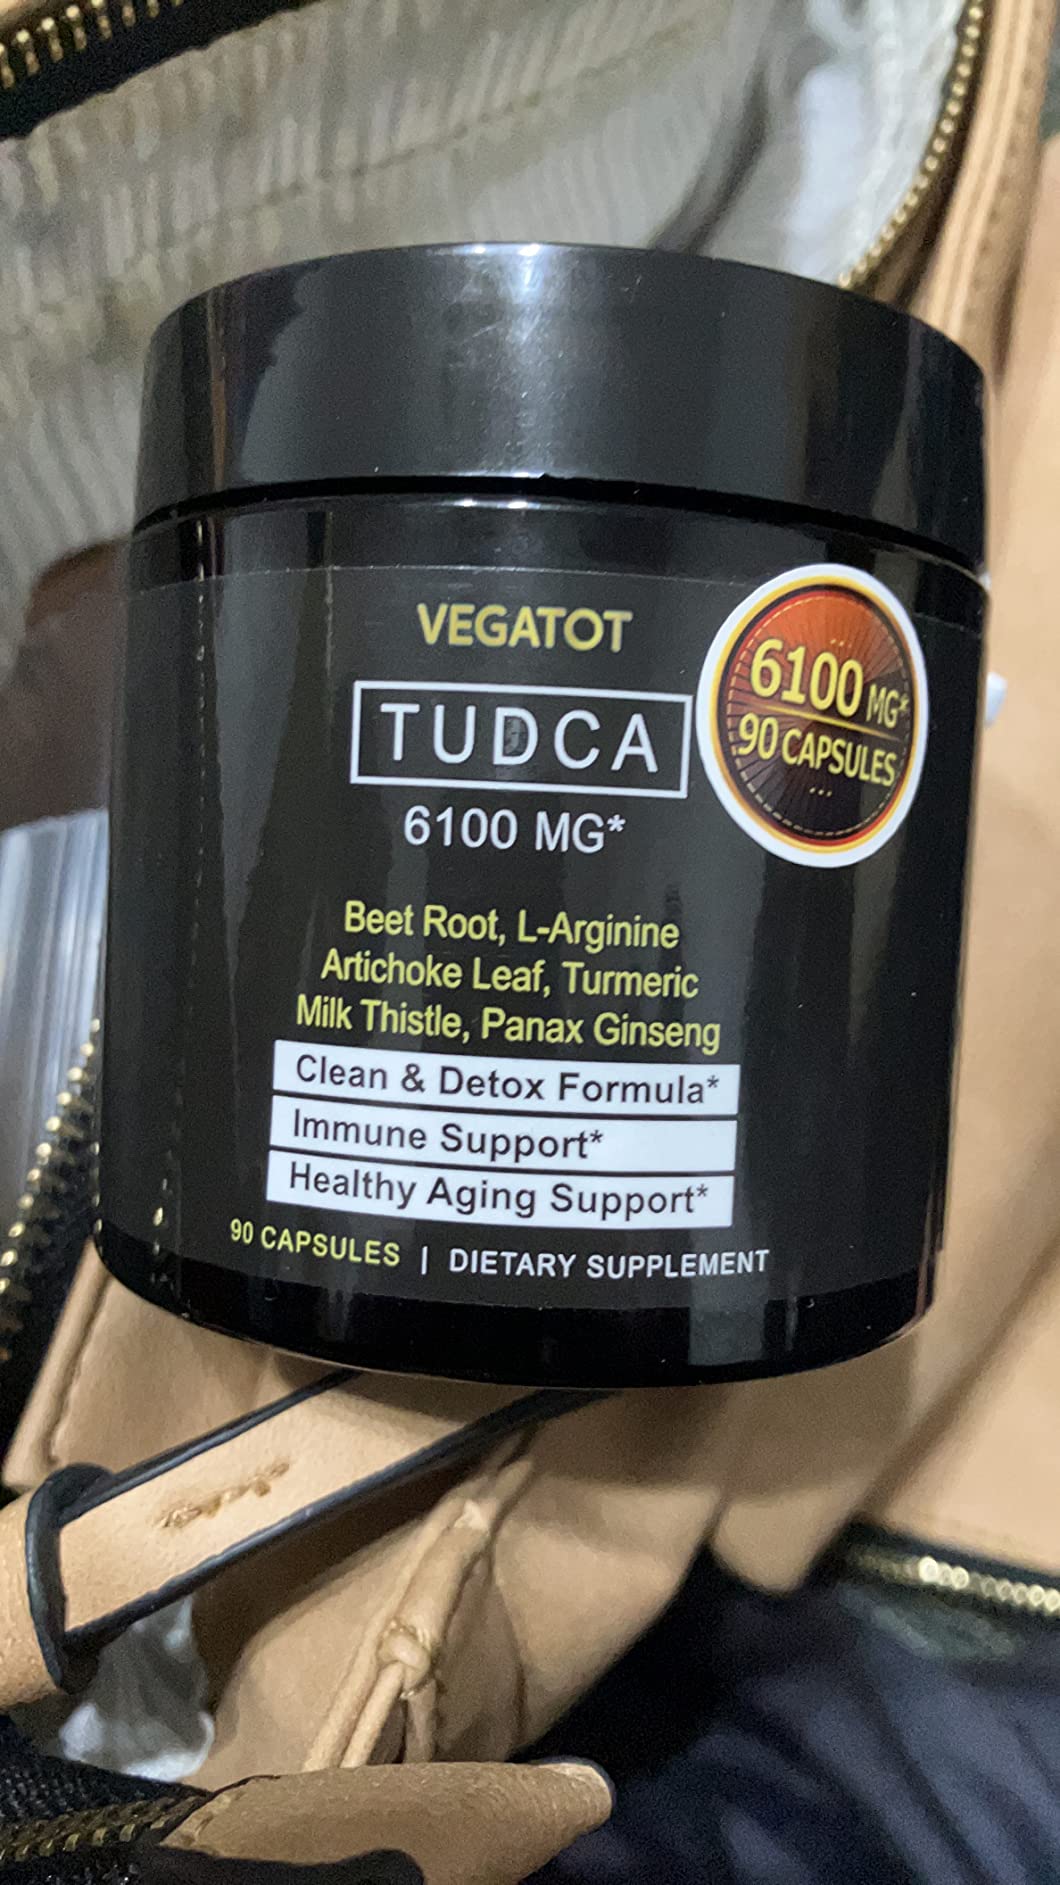 VEGATOT
TUDCA
6100 MG*
6100 MG*
90 CAPSULES
Beet Root, L-Arginine
Artichoke Leaf, Turmeric
Milk Thistle, Panax Ginseng
Clean & Detox Formula*
Immune Support*
Healthy Aging Support*
90 CAPSULES | DIETARY SUPPLEMENT